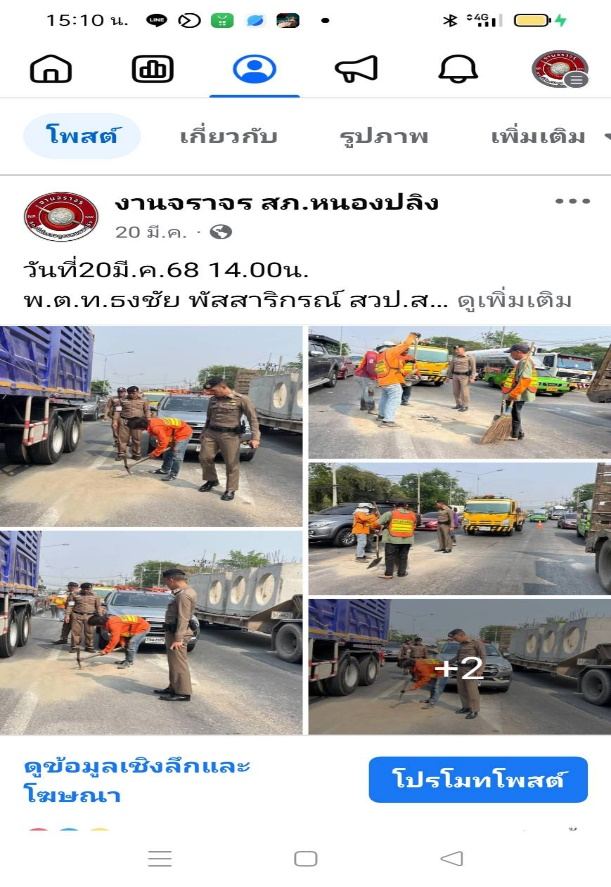 15:10 น.
LINE
4G
โพสต์ เกี่ยวกับ รูปภาพ เพิ่มเติม
งานจราจร สภ.หนองปลิง
20 มี.ค. ·
วันที่20มี.ค.68 14.00น.
พ.ต.ท.ธงชัย พัสสาริกรณ์ สวป.ส... ดูเพิ่มเติม
+2
ดูข้อมูลเชิงลึกและ
โฆษณา
โปรโมทโพสต์